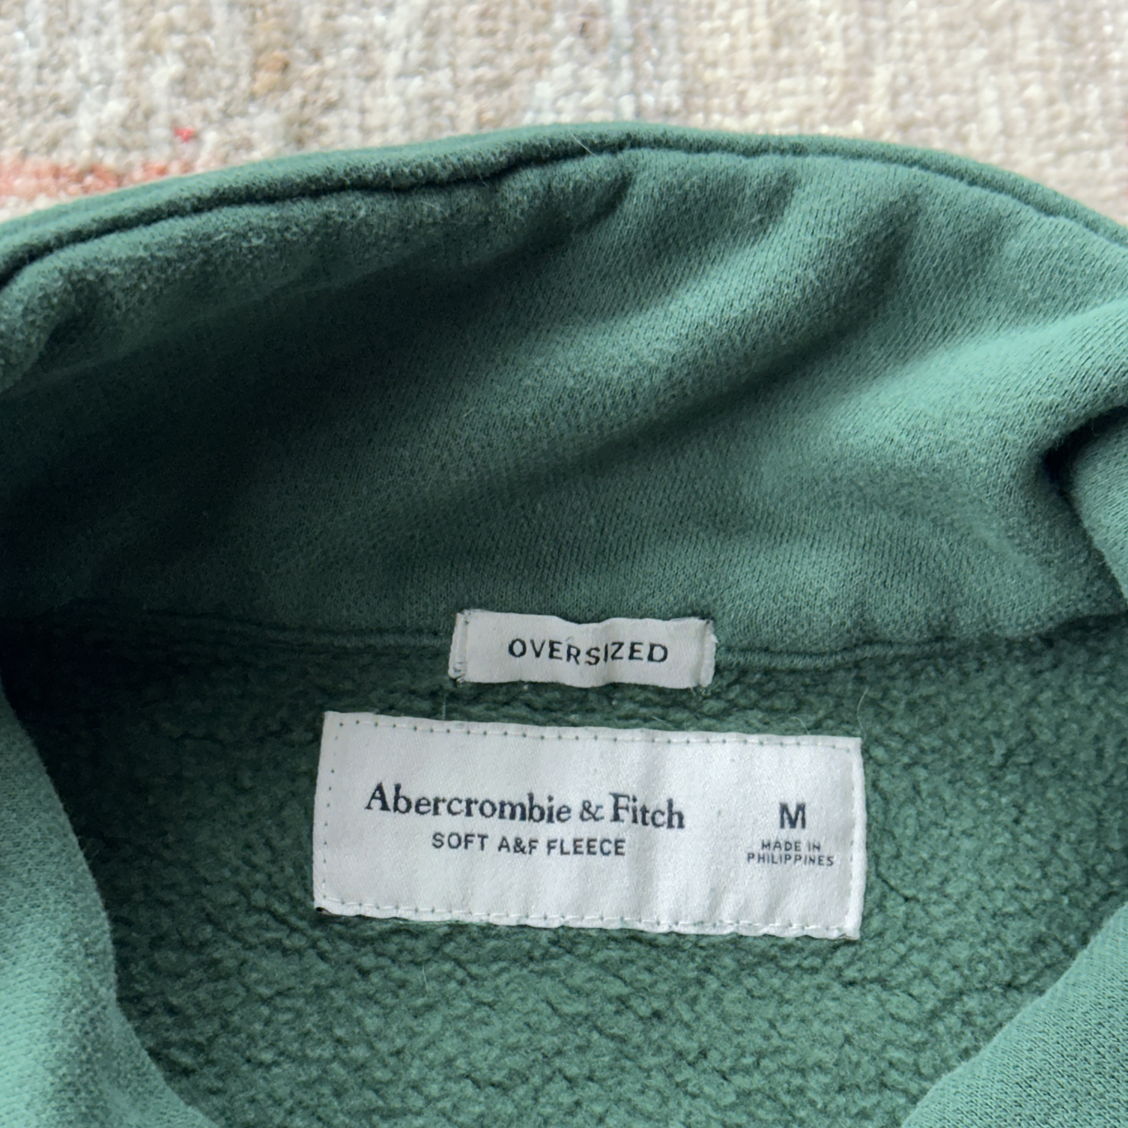 OVERSIZED
Abercrombie & Fitch
SOFT A&F FLEECE
M
MADE IN
PHILIPPINES